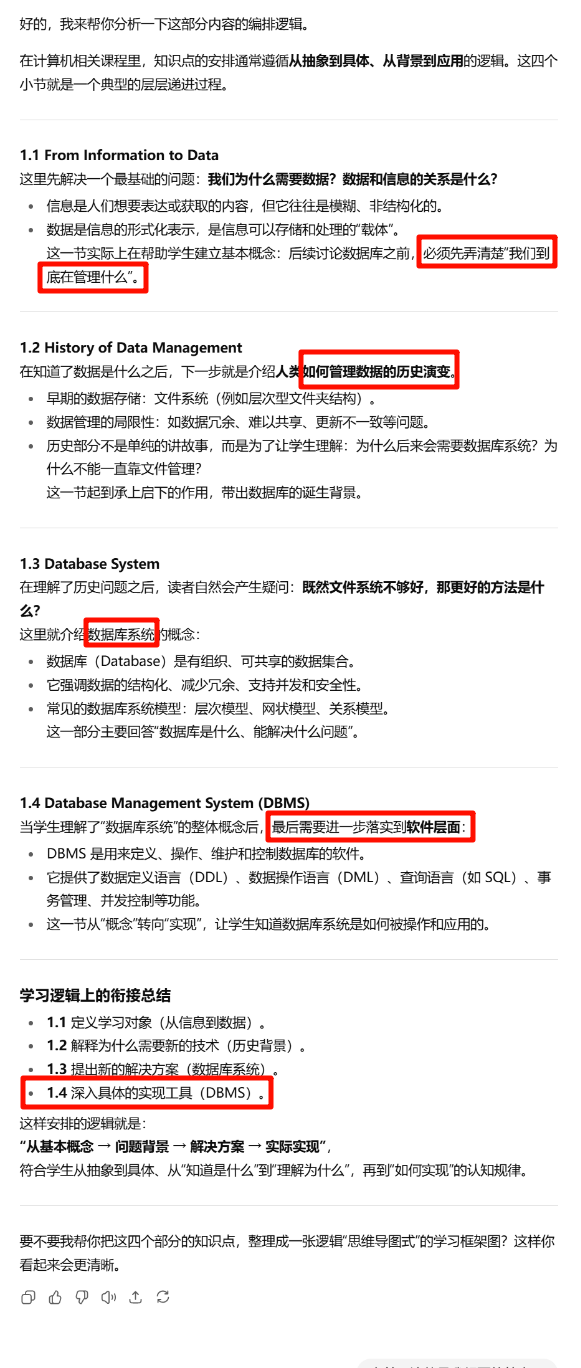 好的，我来帮你分析一下这部分内容的编排逻辑。
在计算机相关课程里，知识点的安排通常遵循从抽象到具体、从背景到应用的逻辑。这四个
小节就是一个典型的层层递进过程。
1.1 From Information to Data
这里先解决一个最基础的问题：我们为什么需要数据？数据和信息的关系是什么？
• 信息是人们想要表达或获取的内容，但它往往是模糊、非结构化的。
• 数据是信息的形式化表示，是信息可以存储和处理的“载体”。
这一节实际上在帮助学生建立基本概念：后续讨论数据库之前，必须先弄清楚“我们到
底在管理什么”。
1.2 History of Data Management
在知道了数据是什么之后，下一步就是介绍人类如何管理数据的历史演变。
• 早期的数据存储：文件系统（例如层次型文件夹结构）。
• 数据管理的局限性：如数据冗余、难以共享、更新不一致等问题。
• 历史部分不是单纯的讲故事，而是为了让学生理解：为什么后来会需要数据库系统？为
什么不能一直靠文件管理？
这一节起到承上启下的作用，带出数据库的诞生背景。
1.3 Database System
在理解了历史问题之后，读者自然会产生疑问：既然文件系统不够好，那更好的方法是什
么？
这里就介绍数据库系统的概念：
• 数据库（Database）是有组织、可共享的数据集合。
• 它强调数据的结构化、减少冗余、支持并发和安全性。
• 常见的数据库系统模型：层次模型、网状模型、关系模型。
这一部分主要回答“数据库是什么、能解决什么问题”。
1.4 Database Management System (DBMS)
当学生理解了“数据库系统”的整体概念后，最后需要进一步落实到软件层面：
• DBMS 是用来定义、操作、维护和控制数据库的软件。
• 它提供了数据定义语言（DDL）、数据操作语言（DML）、查询语言（如 SQL）、事
务管理、并发控制等功能。
• 这一节从“概念”转向“实现”，让学生知道数据库系统是如何被操作和应用的。
学习逻辑上的衔接总结
• 1.1 定义学习对象（从信息到数据）。
• 1.2 解释为什么需要新的技术（历史背景）。
• 1.3 提出新的解决方案（数据库系统）。
• 1.4 深入具体的实现工具（DBMS）。
这样安排的逻辑就是：
“从基本概念 → 问题背景 → 解决方案 → 实际实现”，
符合学生从抽象到具体、从“知道是什么”到“理解为什么”，再到“如何实现”的认知规律。
要不要我帮你把这四个部分的知识点，整理成一张逻辑“思维导图式”的学习框架图？这样你
看起来会更清晰。